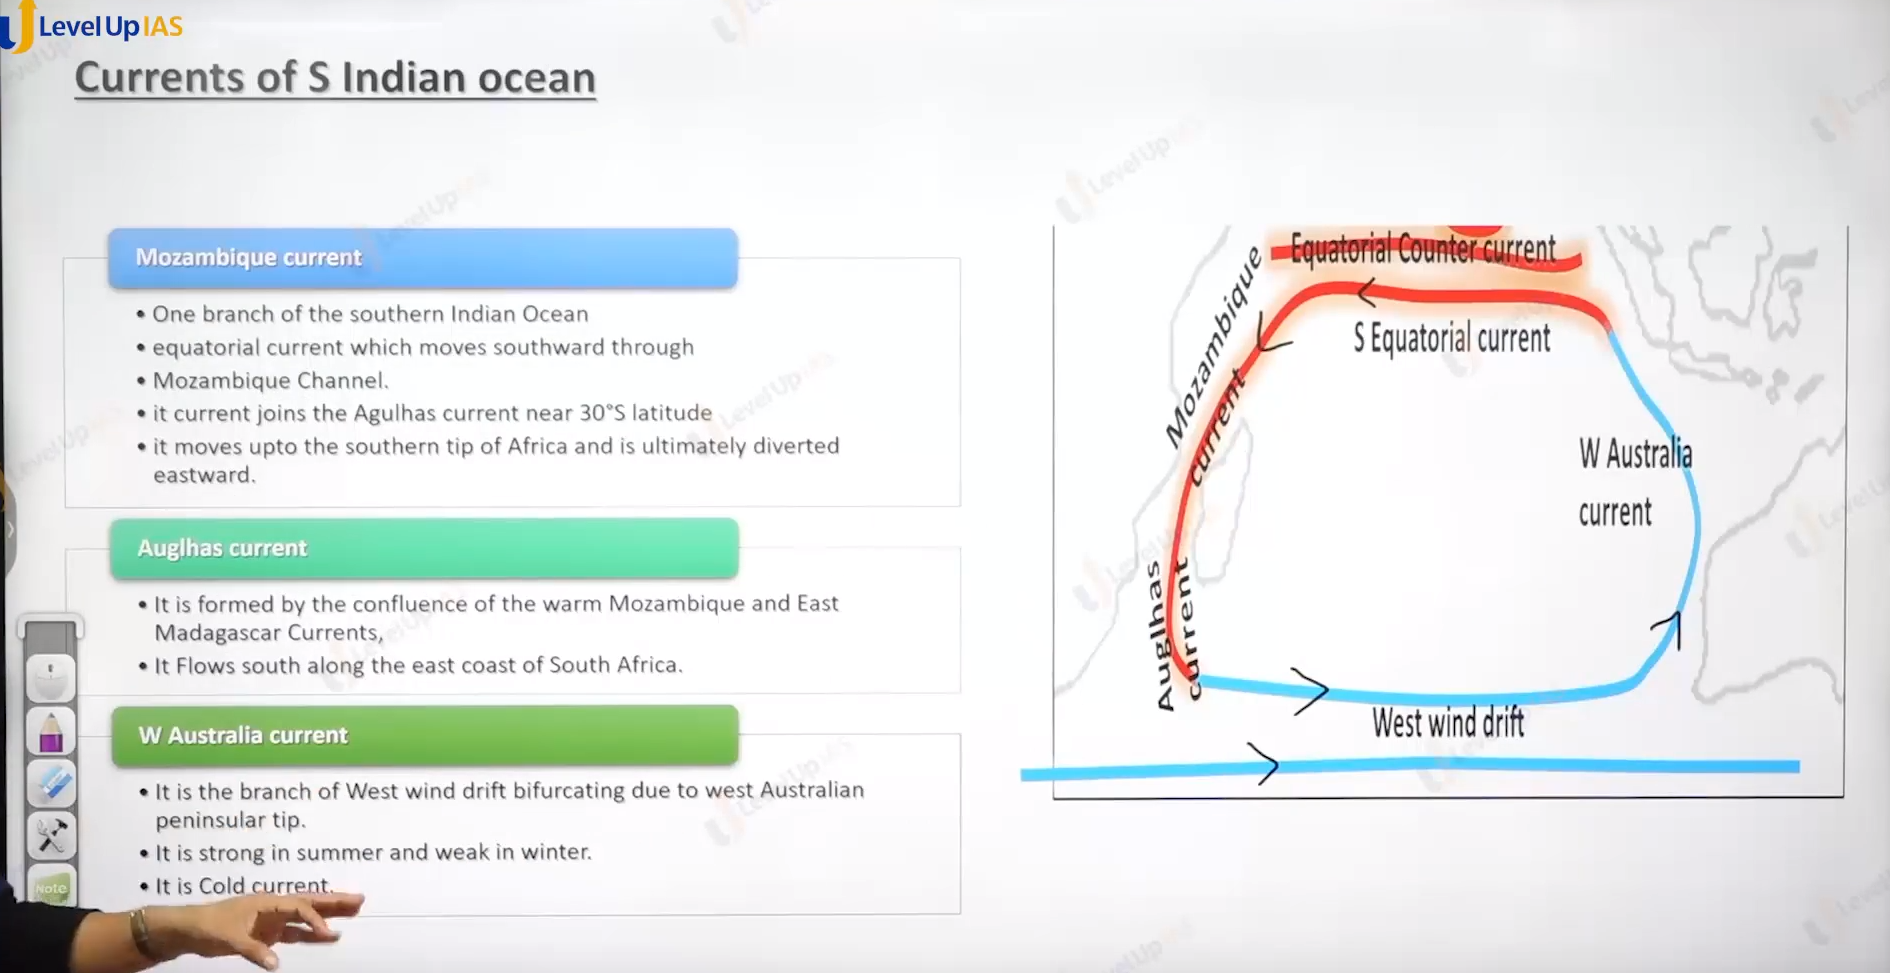 Level Up IAS
Currents of S Indian ocean
Mozambique current
• One branch of the southern Indian Ocean
• equatorial current which moves southward through
• Mozambique Channel.
• it current joins the Agulhas current near 30°S latitude
• it moves upto the southern tip of Africa and is ultimately diverted
eastward.
Auglhas current
• It is formed by the confluence of the warm Mozambique and East
Madagascar Currents,
• It Flows south along the east coast of South Africa.
W Australia current
• It is the branch of West wind drift bifurcating due to west Australian
peninsular tip.
• It is strong in summer and weak in winter.
• It is Cold current.
Note
Equatorial Counter current
S Equatorial current
Mozambique
current
W Australia
current
Auglhas
current
West wind drift